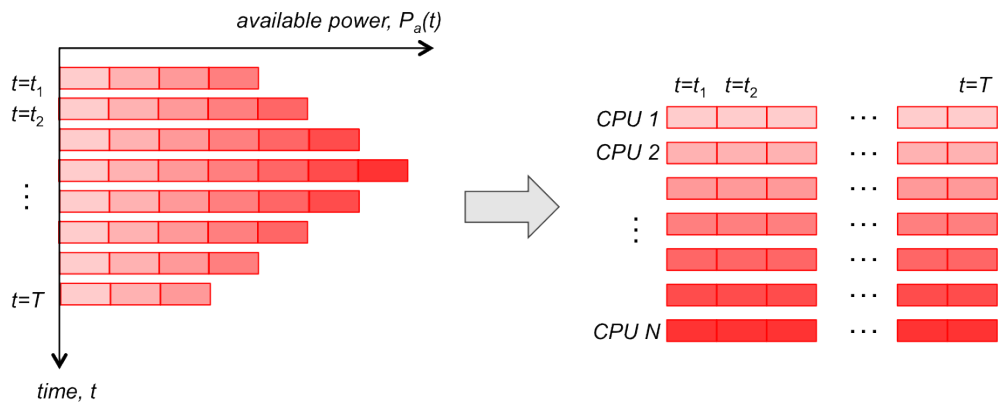 available power, Pₐ(t)
t=t₁
t=t₂
⋮
t=T
time, t
t=t₁ t=t₂ t=T
CPU 1 ...
CPU 2 ...
...
⋮ ...
...
...
CPU N ...